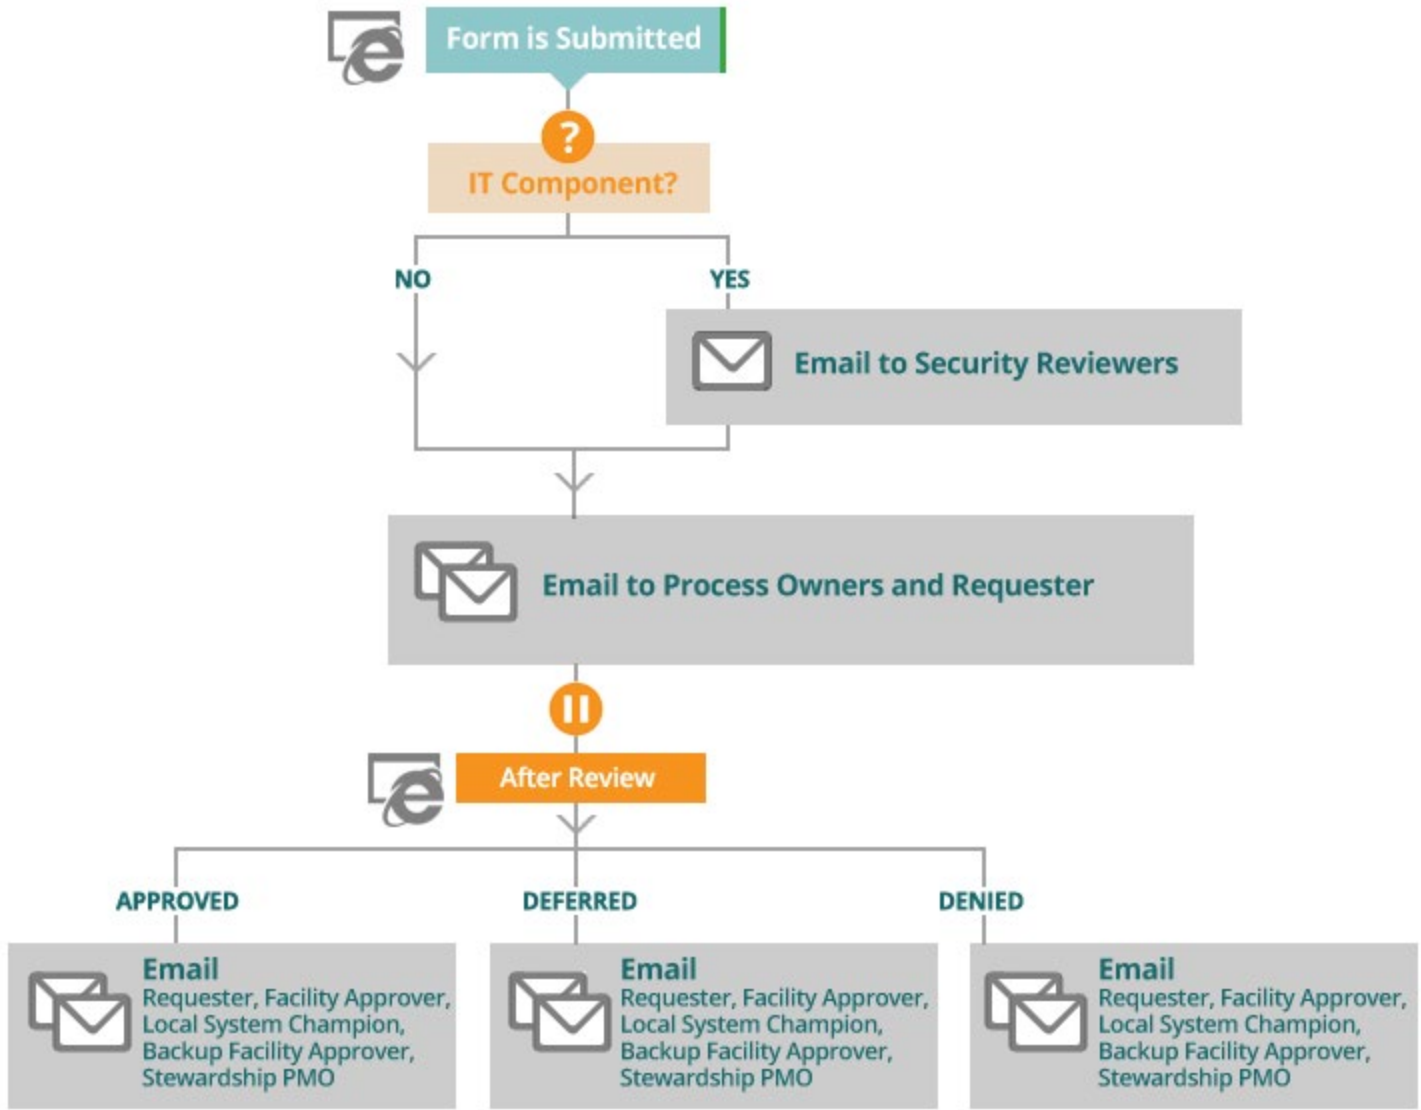 Form is Submitted
?
IT Component?
NO
YES
Email to Security Reviewers
Email to Process Owners and Requester
After Review
APPROVED
DEFERRED
DENIED
Email
Requester, Facility Approver,
Local System Champion,
Backup Facility Approver,
Stewardship PMO
Email
Requester, Facility Approver,
Local System Champion,
Backup Facility Approver,
Stewardship PMO
Email
Requester, Facility Approver,
Local System Champion,
Backup Facility Approver,
Stewardship PMO